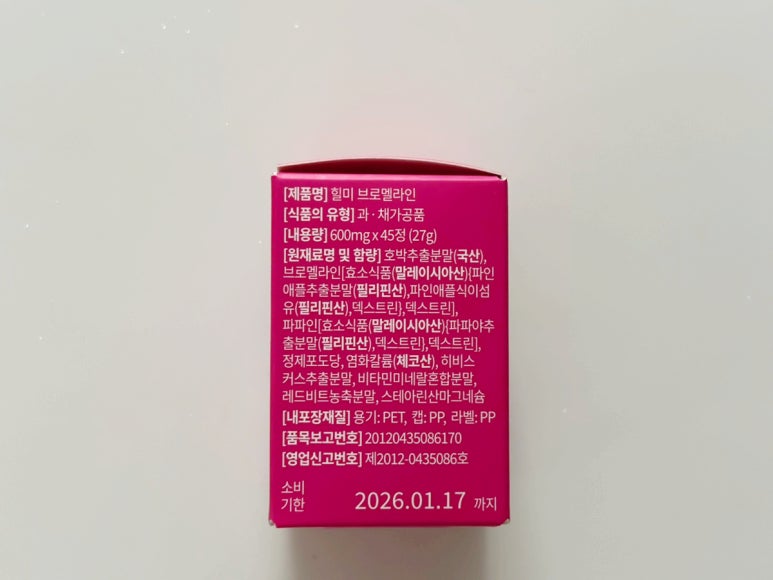 [제품명] 힐미 브로멜라인
[식품의 유형] 과·채가공품
[내용량] 600mg x 45정 (27g)
[원재료명 및 함량] 호박추출분말(국산),
브로멜라인[효소식품(말레이시아산){파인
애플추출분말(필리핀산),파인애플식이섬
유(필리핀산),덱스트린},덱스트린],
파파인[효소식품(말레이시아산){파파야추
출분말(필리핀산),덱스트린},덱스트린],
정제포도당, 염화칼륨(체코산), 히비스
커스추출분말, 비타민미네랄혼합분말,
레드비트농축분말, 스테아린산마그네슘
[내포장재질] 용기: PET, 캡: PP, 라벨: PP
[품목보고번호] 20120435086170
[영업신고번호] 제2012-0435086호
소비
기한 2026.01.17 까지